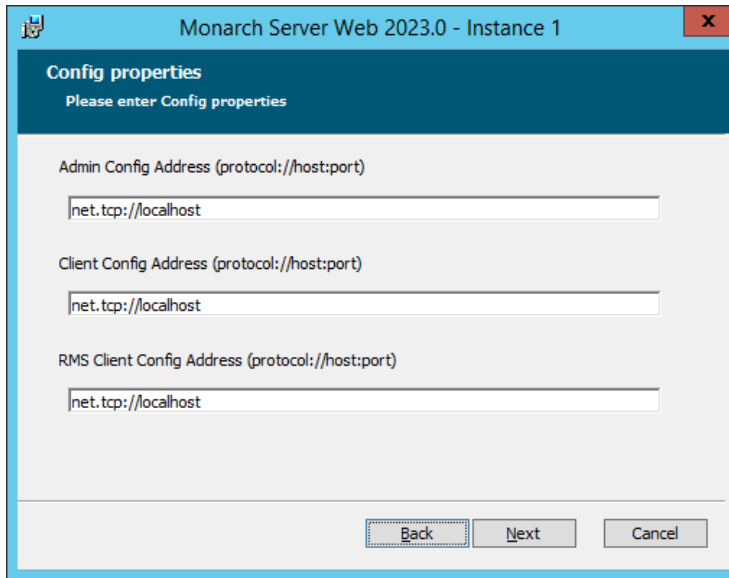 Monarch Server Web 2023.0 - Instance 1
x
Config properties
Please enter Config properties
Admin Config Address (protocol://host:port)
net.tcp://localhost
Client Config Address (protocol://host:port)
net.tcp://localhost
RMS Client Config Address (protocol://host:port)
net.tcp://localhost
Back Next Cancel